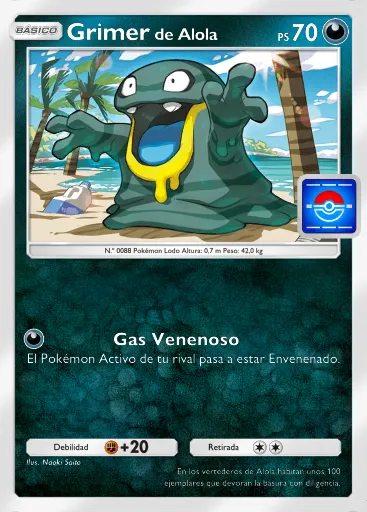 BÁSICO Grimer de Alola PS 70
N.º 0088 Pokémon Lodo Altura: 0,7 m Peso: 42,0 kg
Gas Venenoso
El Pokémon Activo de tu rival pasa a estar Envenenado.
Debilidad +20 Retirada
Ilus. Naoki Saito
En los vertederos de Alola habitan unos 100
ejemplares que devoran la basura con diligencia.